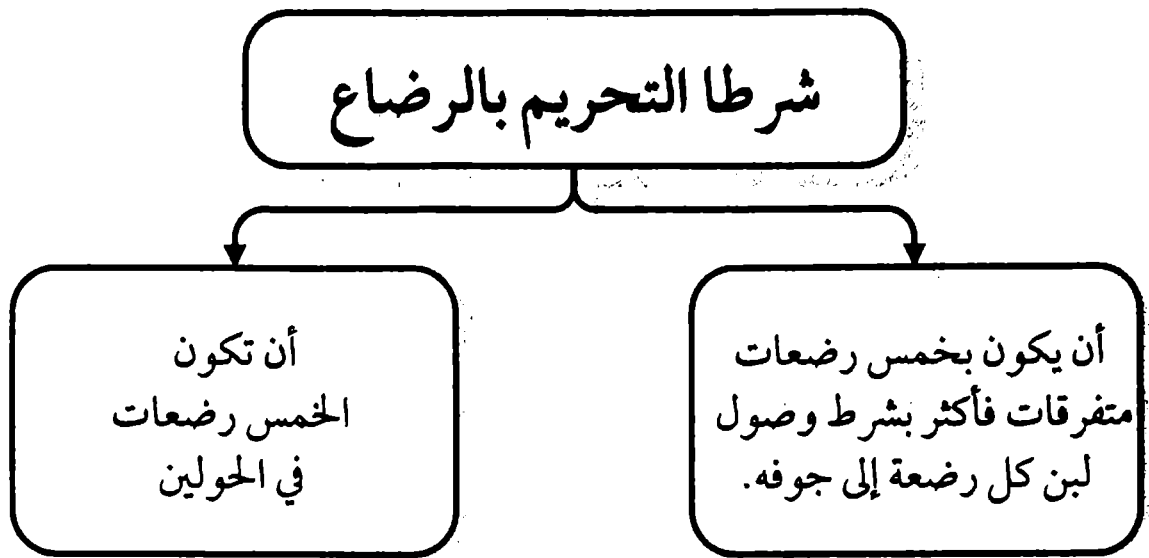 شرطا التحريم بالرضاع
أن يكون بخمس رضعات
متفرقات فأكثر بشرط وصول
لبن كل رضعة إلى جوفه.
أن تكون
الخمس رضعات
في الحولين